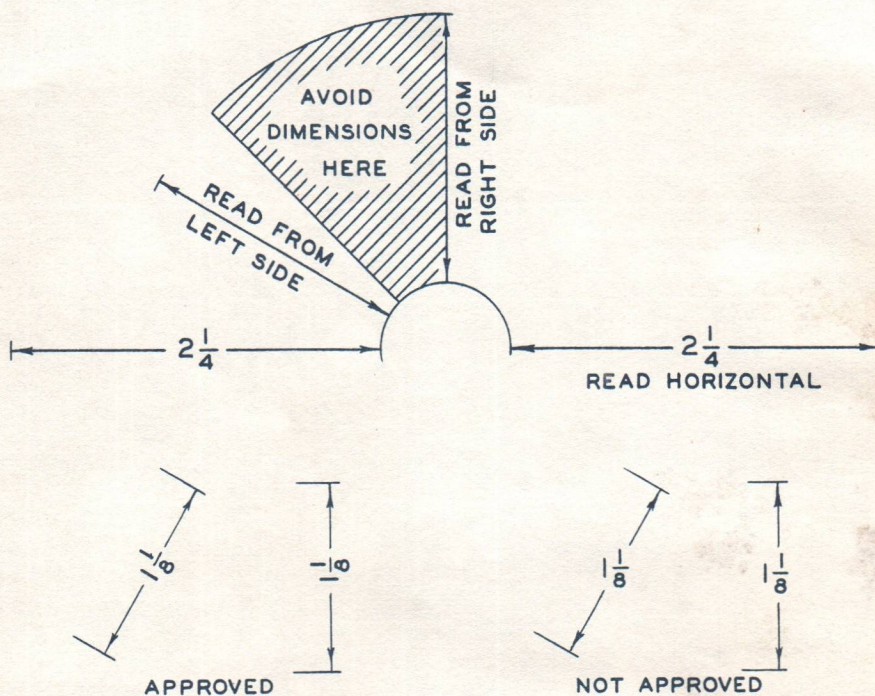 AVOID
DIMENSIONS
HERE
READ FROM
RIGHT SIDE
READ FROM
LEFT SIDE
2 1/4
2 1/4
READ HORIZONTAL
1 1/8
1 1/8
1 1/8
1 1/8
APPROVED
NOT APPROVED